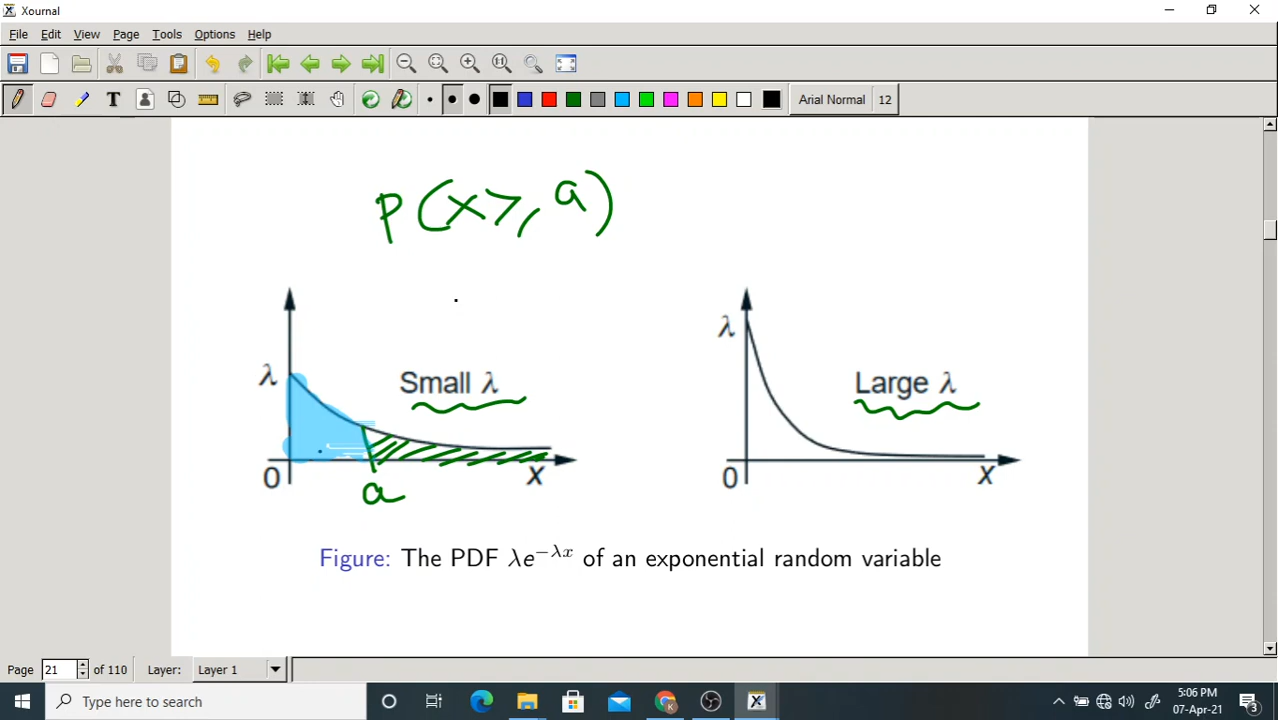 Xournal
File Edit View Page Tools Options Help
Arial Normal 12
P(x≥a)
λ
Small λ
0
a
x
λ
Large λ
0
x
Figure: The PDF λe^{−λx} of an exponential random variable
Page 21 of 110 Layer: Layer 1
Type here to search
5:06 PM
07-Apr-21
3